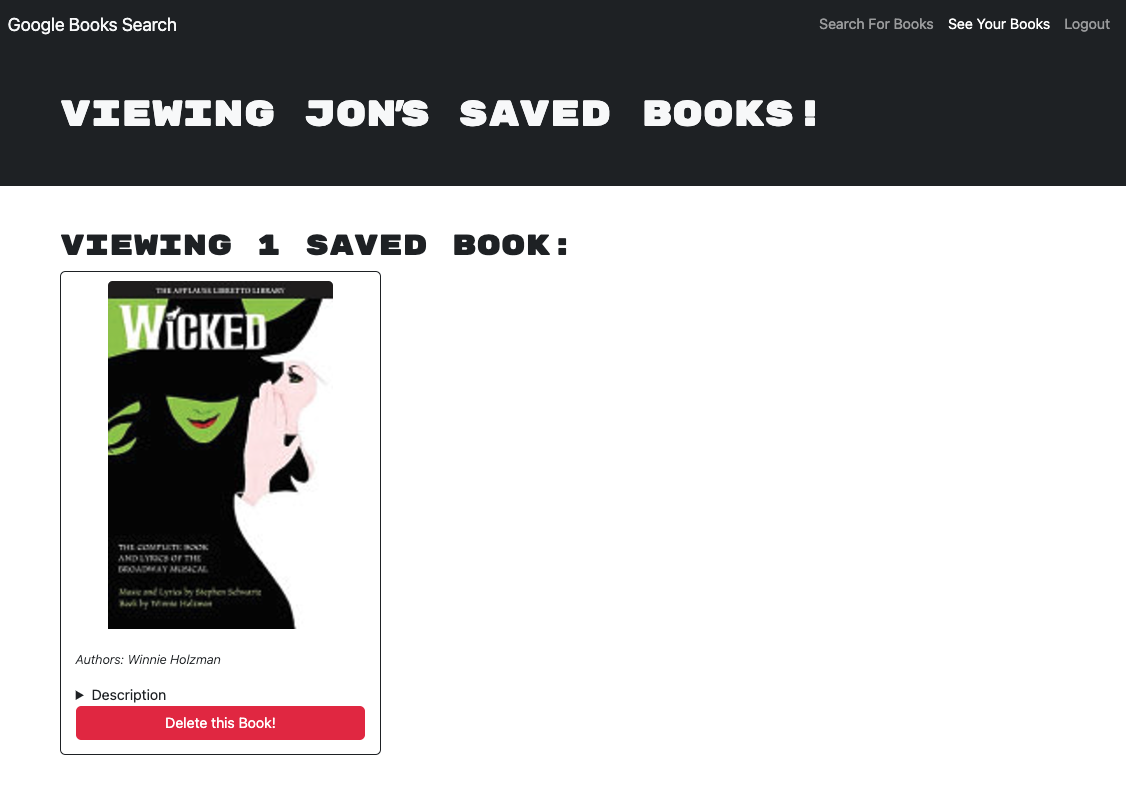 Google Books Search
Search For Books See Your Books Logout
VIEWING JON'S SAVED BOOKS!
VIEWING 1 SAVED BOOK:
THE APPLAUSE LIBRETTO LIBRARY
WICKED
THE COMPLETE BOOK
AND LYRICS OF THE
BROADWAY MUSICAL
Music and Lyrics by Stephen Schwartz
Book by Winnie Holzman
Authors: Winnie Holzman
Description
Delete this Book!